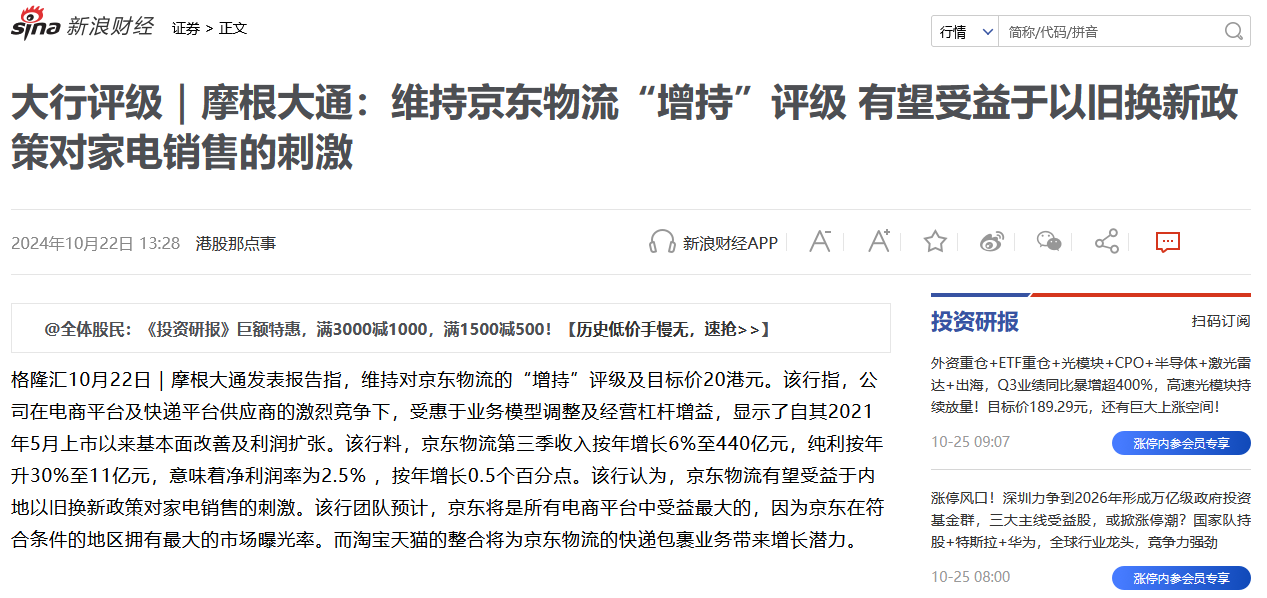 sina 新浪财经 证券 > 正文
行情 简称/代码/拼音
大行评级｜摩根大通：维持京东物流“增持”评级 有望受益于以旧换新政
策对家电销售的刺激
2024年10月22日 13:28 港股那点事
新浪财经APP
@全体股民：《投资研报》巨额特惠，满3000减1000，满1500减500！【历史低价手慢无，速抢>>】
格隆汇10月22日｜摩根大通发表报告指，维持对京东物流的“增持”评级及目标价20港元。该行指，公
司在电商平台及快递平台供应商的激烈竞争下，受惠于业务模型调整及经营杠杆增益，显示了自其2021
年5月上市以来基本面改善及利润扩张。该行料，京东物流第三季收入按年增长6%至440亿元，纯利按年
升30%至11亿元，意味着净利润率为2.5% ，按年增长0.5个百分点。该行认为，京东物流有望受益于内
地以旧换新政策对家电销售的刺激。该行团队预计，京东将是所有电商平台中受益最大的，因为京东在符
合条件的地区拥有最大的市场曝光率。而淘宝天猫的整合将为京东物流的快递包裹业务带来增长潜力。
投资研报 扫码订阅
外资重仓+ETF重仓+光模块+CPO+半导体+激光雷
达+出海，Q3业绩同比暴增超400%，高速光模块持
续放量！目标价189.29元，还有巨大上涨空间！
10-25 09:07 涨停内参会员专享
涨停风口！深圳力争到2026年形成万亿级政府投资
基金群，三大主线受益股，或掀涨停潮？国家队持
股+特斯拉+华为，全球行业龙头，竞争力强劲
10-25 08:00 涨停内参会员专享